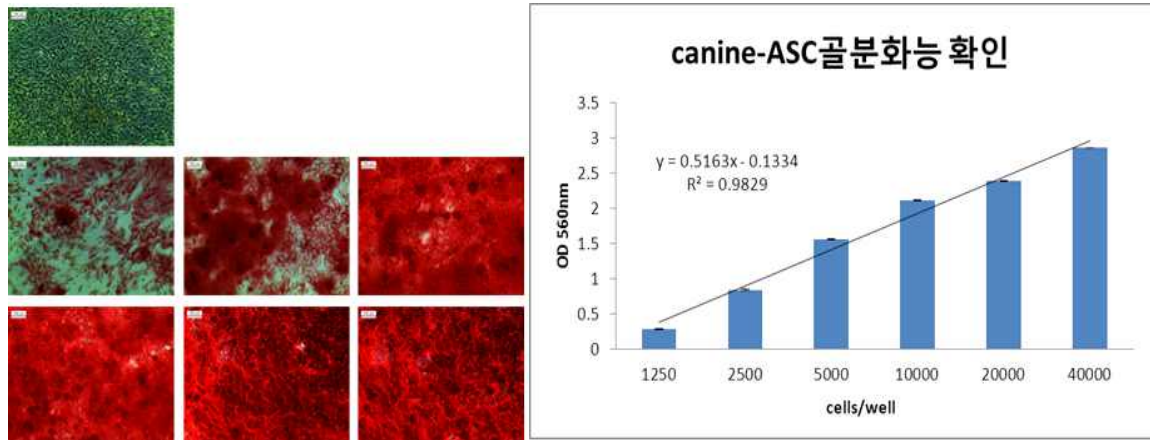 canine-ASC골분화능 확인
3.5
3
2.5
2
1.5
1
0.5
0
OD 560nm
y = 0.5163x - 0.1334
R² = 0.9829
1250 2500 5000 10000 20000 40000
cells/well